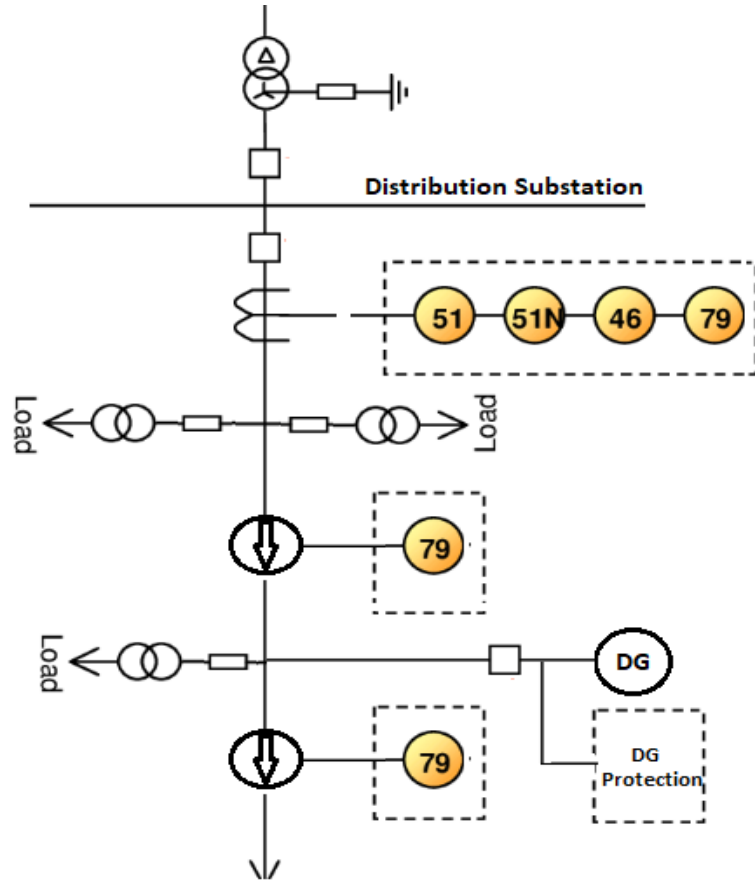 Distribution Substation
51
51N
46
79
Load
Load
79
Load
DG
79
DG
Protection